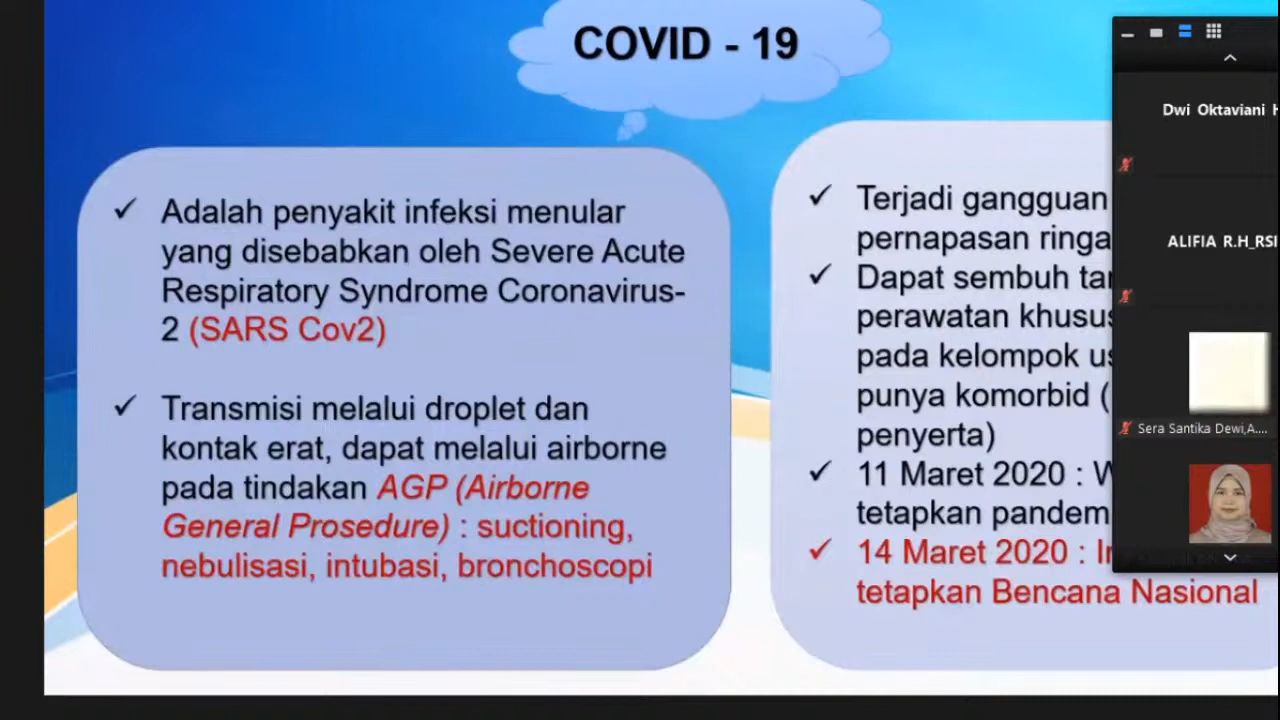 COVID - 19
Adalah penyakit infeksi menular
yang disebabkan oleh Severe Acute
Respiratory Syndrome Coronavirus-
2 (SARS Cov2)
Transmisi melalui droplet dan
kontak erat, dapat melalui airborne
pada tindakan AGP (Airborne
General Prosedure) : suctioning,
nebulisasi, intubasi, bronchoscopi
Terjadi gangguan
pernapasan
Dapat sembuh
perawatan
pada kelompok
punya komorbid (
penyerta)
11 Maret 2020 :
tetapkan
14 Maret 2020 :
tetapkan Bencana Nasional
Dwi Oktaviani
ALIFIA R.H_RSI
Sera Santika Dewi,A....